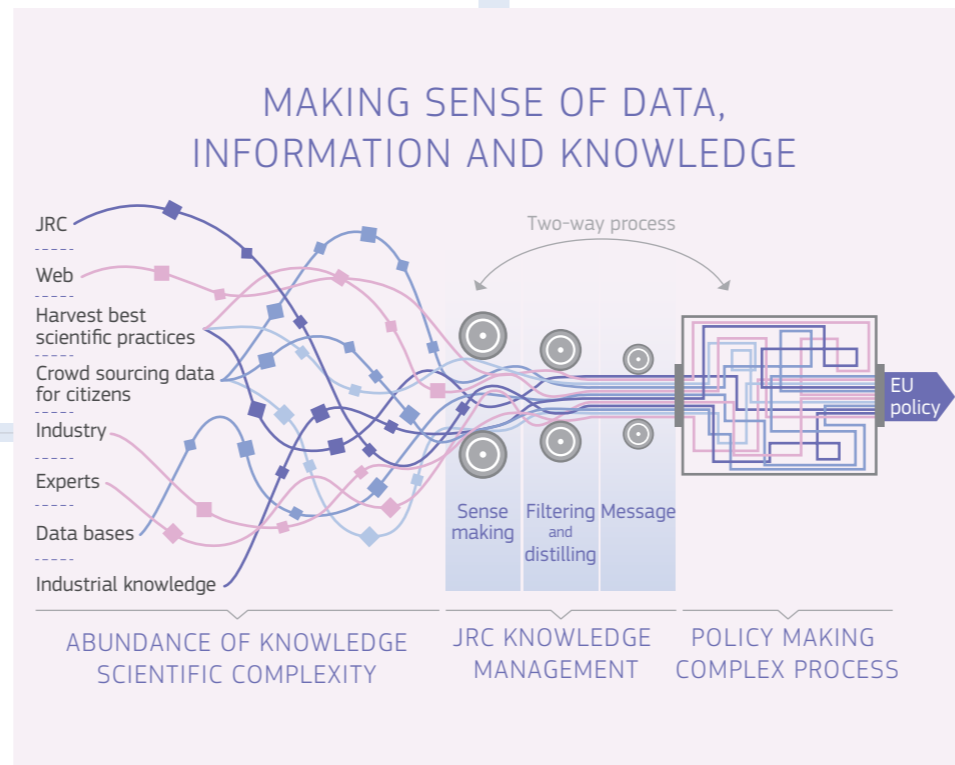 MAKING SENSE OF DATA,
INFORMATION AND KNOWLEDGE
Two-way process
JRC
Web
Harvest best
scientific practices
Crowd sourcing data
for citizens
Industry
Experts
Data bases
Industrial knowledge
Sense
making
Filtering
and
distilling
Message
EU
policy
ABUNDANCE OF KNOWLEDGE
SCIENTIFIC COMPLEXITY
JRC KNOWLEDGE
MANAGEMENT
POLICY MAKING
COMPLEX PROCESS